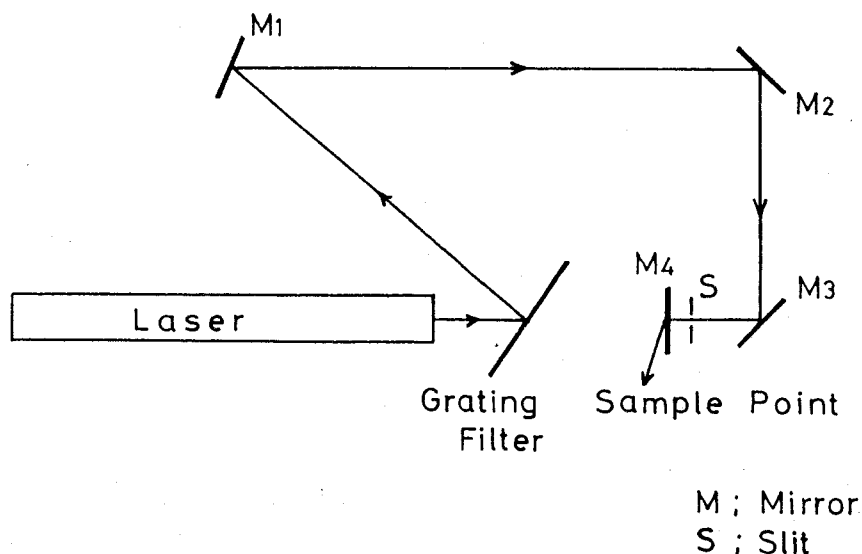 M1
M2
M4
S
M3
Laser
Grating
Filter
Sample Point
M ; Mirror
S ; Slit